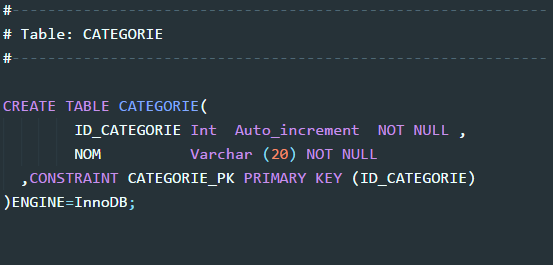 #------------------------------------------------------------
# Table: CATEGORIE
#------------------------------------------------------------
CREATE TABLE CATEGORIE(
        ID_CATEGORIE Int  Auto_increment  NOT NULL ,
        NOM          Varchar (20) NOT NULL
  ,CONSTRAINT CATEGORIE_PK PRIMARY KEY (ID_CATEGORIE)
)ENGINE=InnoDB;